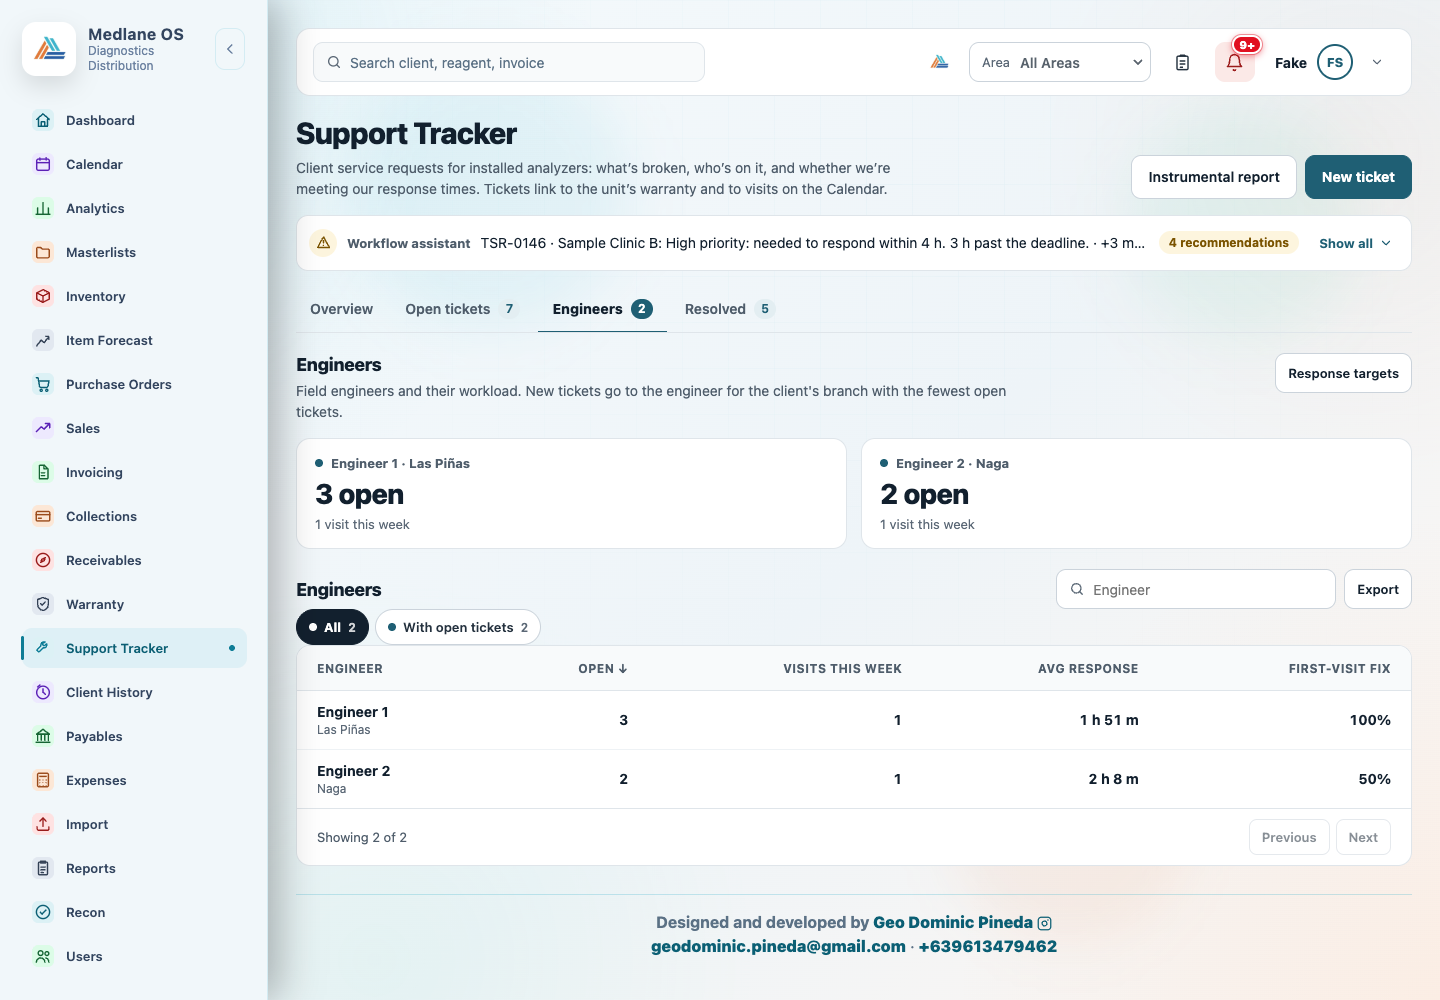 Medlane OS
Diagnostics
Distribution
Dashboard
Calendar
Analytics
Masterlists
Inventory
Item Forecast
Purchase Orders
Sales
Invoicing
Collections
Receivables
Warranty
Support Tracker
Client History
Payables
Expenses
Import
Reports
Recon
Users
Search client, reagent, invoice
Area All Areas
9+
Fake FS
Support Tracker
Client service requests for installed analyzers: what's broken, who's on it, and whether we're
meeting our response times. Tickets link to the unit's warranty and to visits on the Calendar.
Instrumental report
New ticket
Workflow assistant TSR-0146 · Sample Clinic B: High priority: needed to respond within 4 h. 3 h past the deadline. · +3 m... 4 recommendations Show all
Overview Open tickets 7 Engineers 2 Resolved 5
Engineers
Field engineers and their workload. New tickets go to the engineer for the client's branch with the fewest open
tickets.
Response targets
Engineer 1 · Las Piñas
3 open
1 visit this week
Engineer 2 · Naga
2 open
1 visit this week
Engineers
Engineer
Export
All 2 With open tickets 2
ENGINEER OPEN ↓ VISITS THIS WEEK AVG RESPONSE FIRST-VISIT FIX
Engineer 1 3 1 1 h 51 m 100%
Las Piñas
Engineer 2 2 1 2 h 8 m 50%
Naga
Showing 2 of 2
Previous Next
Designed and developed by Geo Dominic Pineda
geodominic.pineda@gmail.com · +639613479462